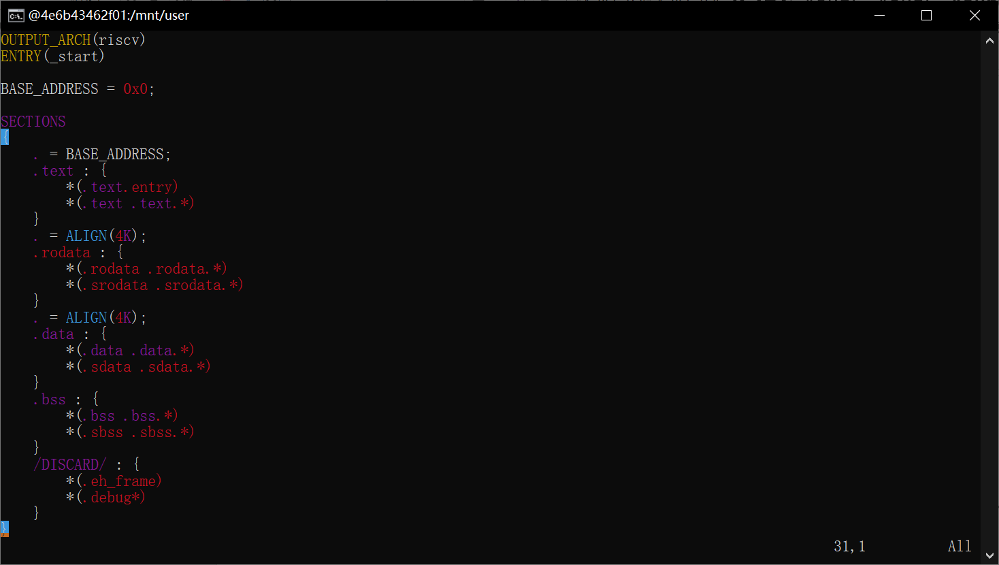 @4e6b43462f01:/mnt/user
OUTPUT_ARCH(riscv)
ENTRY(_start)
BASE_ADDRESS = 0x0;
SECTIONS
{
    . = BASE_ADDRESS;
    .text : {
        *(.text.entry)
        *(.text .text.*)
    }
    . = ALIGN(4K);
    .rodata : {
        *(.rodata .rodata.*)
        *(.srodata .srodata.*)
    }
    . = ALIGN(4K);
    .data : {
        *(.data .data.*)
        *(.sdata .sdata.*)
    }
    .bss : {
        *(.bss .bss.*)
        *(.sbss .sbss.*)
    }
    /DISCARD/ : {
        *(.eh_frame)
        *(.debug*)
    }
}
31,1 All